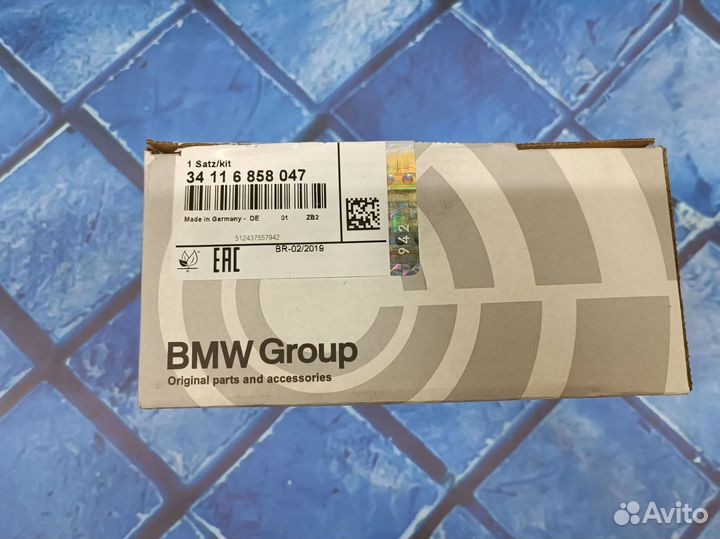 1 Satz/kit
34 11 6 858 047
Made in Germany - DE 01 ZB2
512437557942
BR-02/2019
EAC
942
BMW Group
Original parts and accessories
Avito